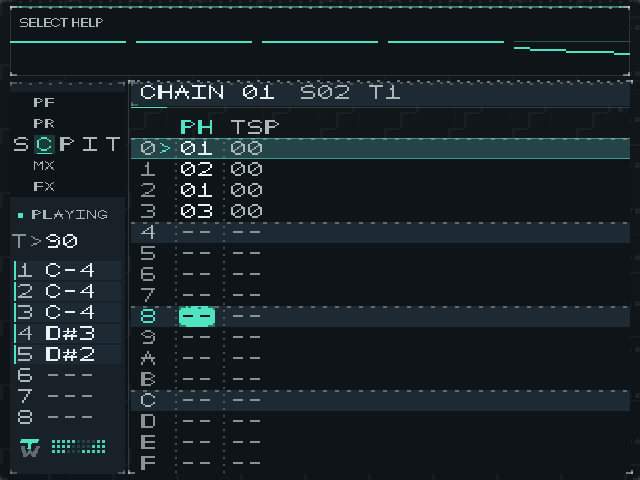 SELECT HELP
CHAIN 01 S02 T1
PF
PR
S C P I T
MX
FX
PLAYING
T>90
1 C-4
2 C-4
3 C-4
4 D#3
5 D#2
6 ---
7 ---
8 ---
TW
PH TSP
0> 01 00
1 02 00
2 01 00
3 03 00
4 -- --
5 -- --
6 -- --
7 -- --
8 -- --
9 -- --
A -- --
B -- --
C -- --
D -- --
E -- --
F -- --